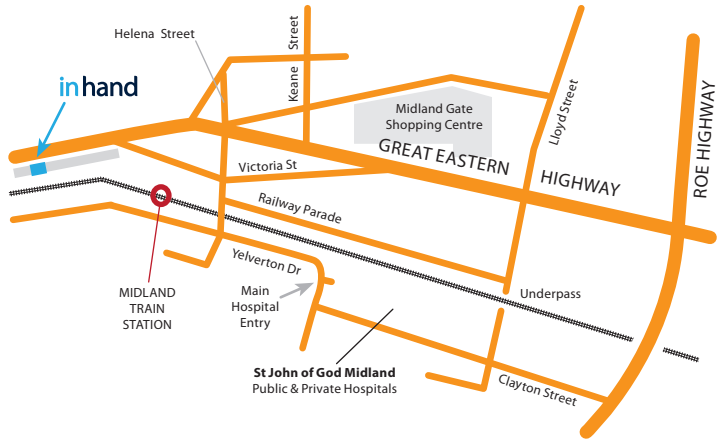 Helena Street
Keane Street
in hand
Midland Gate
Shopping Centre
Lloyd Street
ROE HIGHWAY
GREAT EASTERN HIGHWAY
Victoria St
Railway Parade
Yelverton Dr
MIDLAND
TRAIN
STATION
Main
Hospital
Entry
Underpass
St John of God Midland
Public & Private Hospitals
Clayton Street